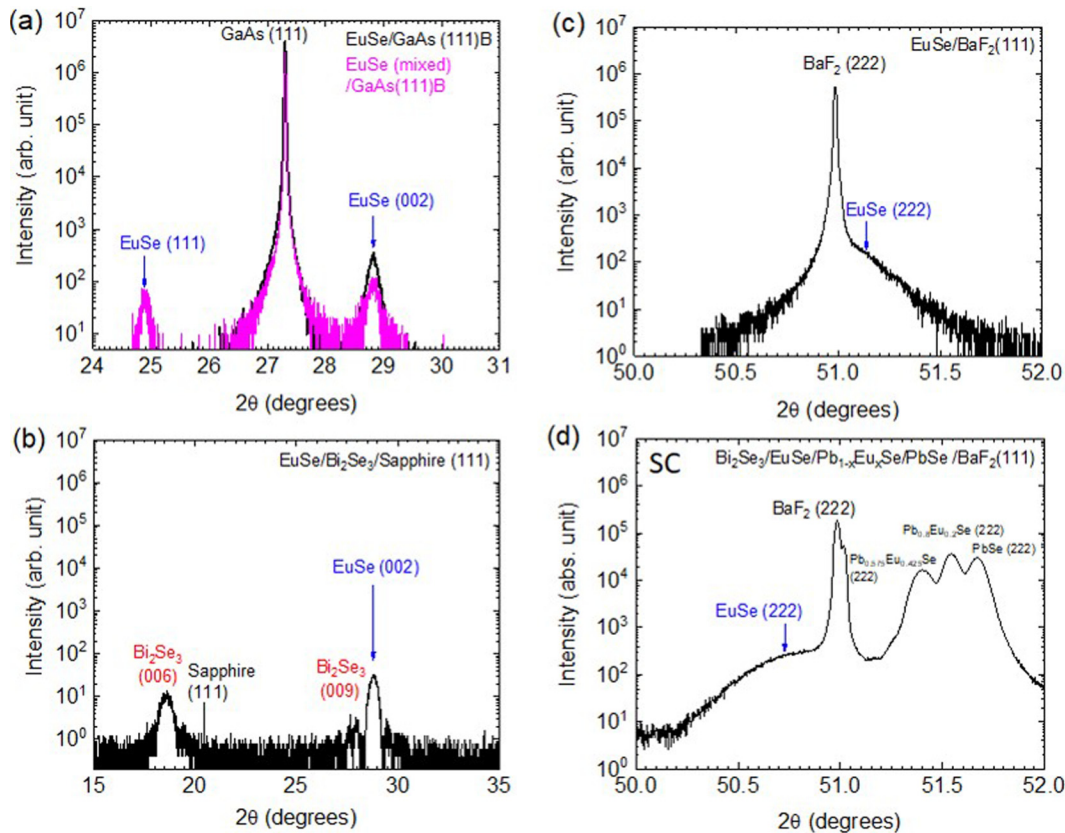 (a)
10⁷
10⁶
10⁵
10⁴
10³
10²
10¹
Intensity (arb. unit)
GaAs (111)
EuSe/GaAs (111)B
EuSe (mixed)
/GaAs(111)B
EuSe (002)
EuSe (111)
24 25 26 27 28 29 30 31
2θ (degrees)
(b)
10⁷
10⁶
10⁵
10⁴
10³
10²
10¹
10⁰
Intensity (arb. unit)
EuSe/Bi₂Se₃/Sapphire (111)
EuSe (002)
Bi₂Se₃
(006)
Sapphire
(111)
Bi₂Se₃
(009)
15 20 25 30 35
2θ (degrees)
(c)
10⁷
10⁶
10⁵
10⁴
10³
10²
10¹
10⁰
Intensity (arb. unit)
EuSe/BaF₂(111)
BaF₂ (222)
EuSe (222)
50.0 50.5 51.0 51.5 52.0
2θ (degrees)
(d)
10⁷
10⁶
10⁵
10⁴
10³
10²
10¹
10⁰
Intensity (abs. unit)
SC
Bi₂Se₃/EuSe/Pb₁₋ₓEuₓSe/PbSe /BaF₂(111)
BaF₂ (222)
Pb₀.₈Eu₀.₂Se (222)
Pb₀.₅₇₅Eu₀.₄₂₅Se
(222)
PbSe (222)
EuSe (222)
50.0 50.5 51.0 51.5 52.0
2θ (degrees)